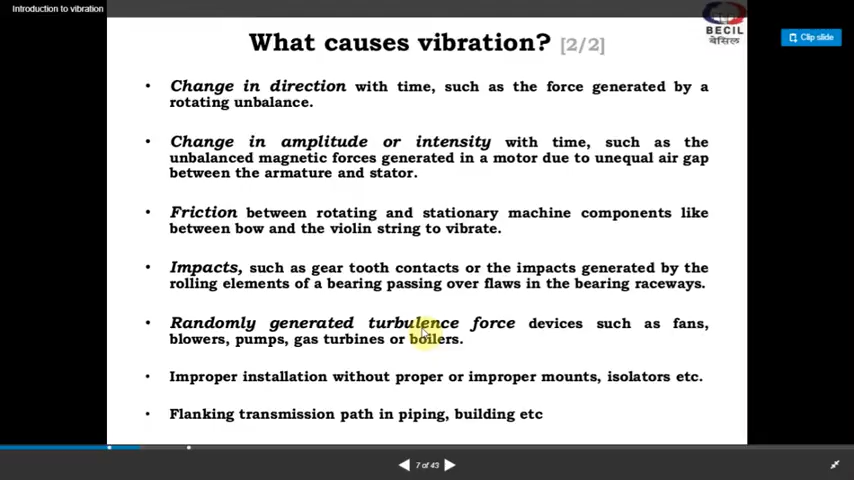 Introduction to vibration
What causes vibration? [2/2]
BECIL
बेसिल
Clip slide
• Change in direction with time, such as the force generated by a
rotating unbalance.
• Change in amplitude or intensity with time, such as the
unbalanced magnetic forces generated in a motor due to unequal air gap
between the armature and stator.
• Friction between rotating and stationary machine components like
between bow and the violin string to vibrate.
• Impacts, such as gear tooth contacts or the impacts generated by the
rolling elements of a bearing passing over flaws in the bearing raceways.
• Randomly generated turbulence force devices such as fans,
blowers, pumps, gas turbines or boilers.
• Improper installation without proper or improper mounts, isolators etc.
• Flanking transmission path in piping, building etc
7 of 43